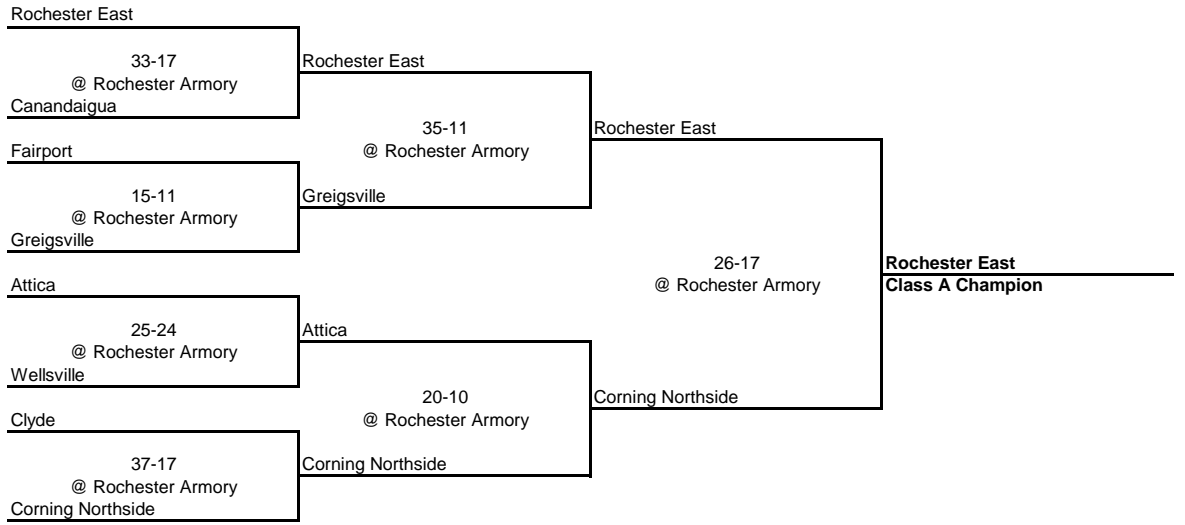 Rochester East
33-17
@ Rochester Armory
Canandaigua
Rochester East
Fairport
15-11
@ Rochester Armory
Greigsville
35-11
@ Rochester Armory
Greigsville
Rochester East
Attica
25-24
@ Rochester Armory
Wellsville
Attica
Clyde
37-17
@ Rochester Armory
Corning Northside
20-10
@ Rochester Armory
Corning Northside
Corning Northside
26-17
@ Rochester Armory
Rochester East
Class A Champion